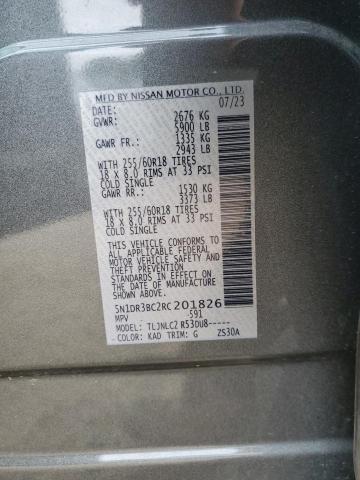 MFD BY NISSAN MOTOR CO., LTD.
DATE: 07/23
GVWR: 2676 KG
5900 LB
GAWR FR.: 1335 KG
2943 LB
WITH 255/60R18 TIRES
18 X 8.0 RIMS AT 33 PSI
COLD SINGLE
GAWR RR.: 1530 KG
3373 LB
WITH 255/60R18 TIRES
18 X 8.0 RIMS AT 33 PSI
COLD SINGLE
THIS VEHICLE CONFORMS TO
ALL APPLICABLE FEDERAL
MOTOR VEHICLE SAFETY AND
THEFT PREVENTION
STANDARDS IN EFFECT ON
THE DATE OF
MANUFACTURE SHOWN ABOVE.
5N1DR3BC2RC201826
MPV -591
MODEL: TLJNLC2 R53DU8-----
COLOR: KAD TRIM: G ZS30A